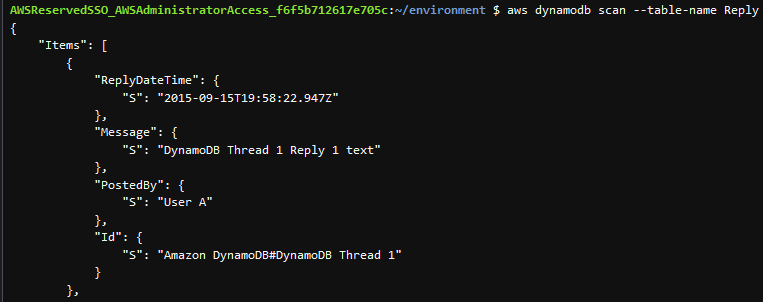 AWSReservedSSO_AWSAdministratorAccess_f6f5b712617e705c:~/environment $ aws dynamodb scan --table-name Reply
{
    "Items": [
        {
            "ReplyDateTime": {
                "S": "2015-09-15T19:58:22.947Z"
            },
            "Message": {
                "S": "DynamoDB Thread 1 Reply 1 text"
            },
            "PostedBy": {
                "S": "User A"
            },
            "Id": {
                "S": "Amazon DynamoDB#DynamoDB Thread 1"
            }
        },